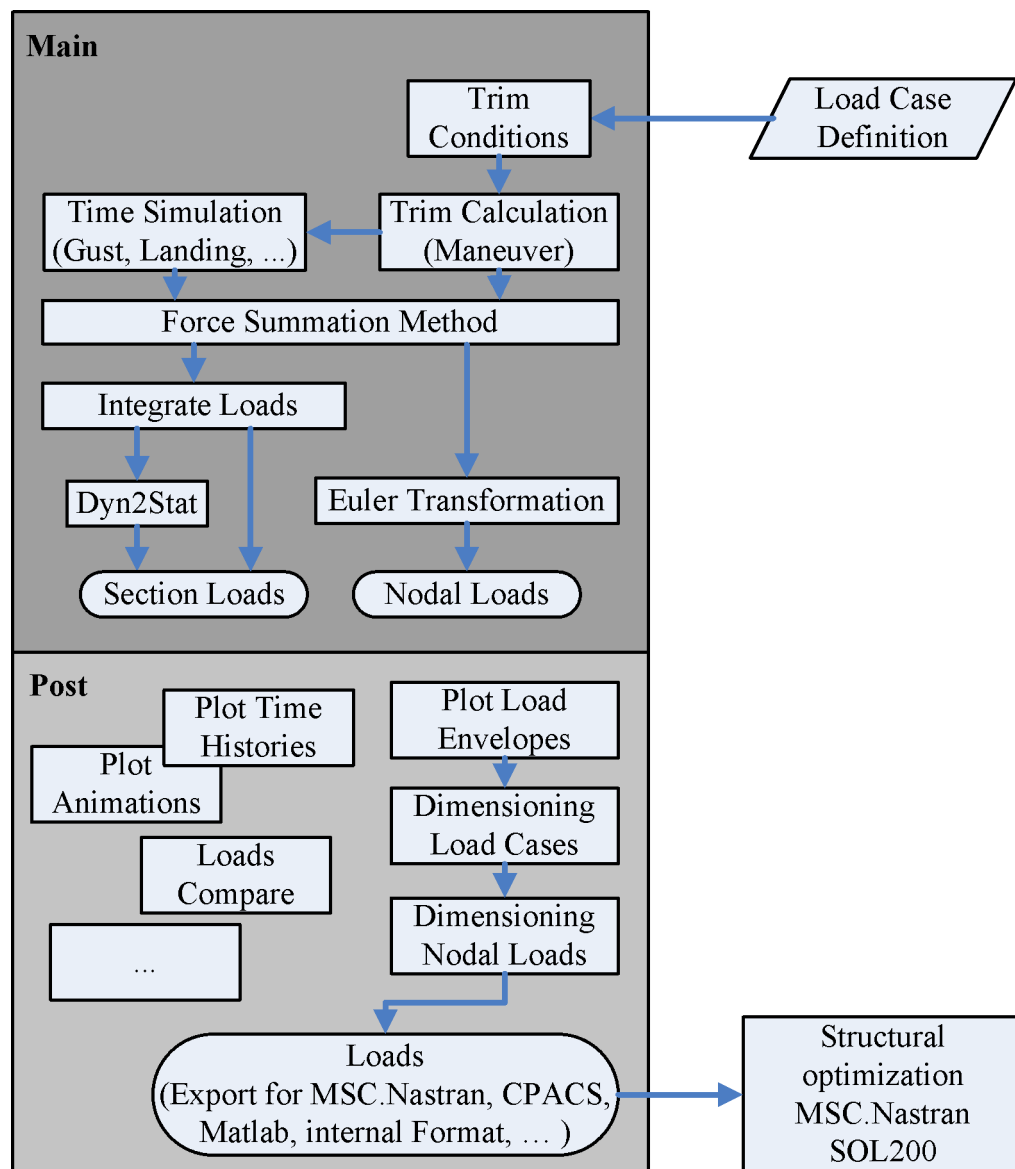 Main
Trim
Conditions
Load Case
Definition
Time Simulation
(Gust, Landing, ...)
Trim Calculation
(Maneuver)
Force Summation Method
Integrate Loads
Dyn2Stat
Euler Transformation
Section Loads
Nodal Loads
Post
Plot Time
Histories
Plot Load
Envelopes
Plot
Animations
Dimensioning
Load Cases
Loads
Compare
Dimensioning
Nodal Loads
...
Loads
(Export for MSC.Nastran, CPACS,
Matlab, internal Format, ... )
Structural
optimization
MSC.Nastran
SOL200